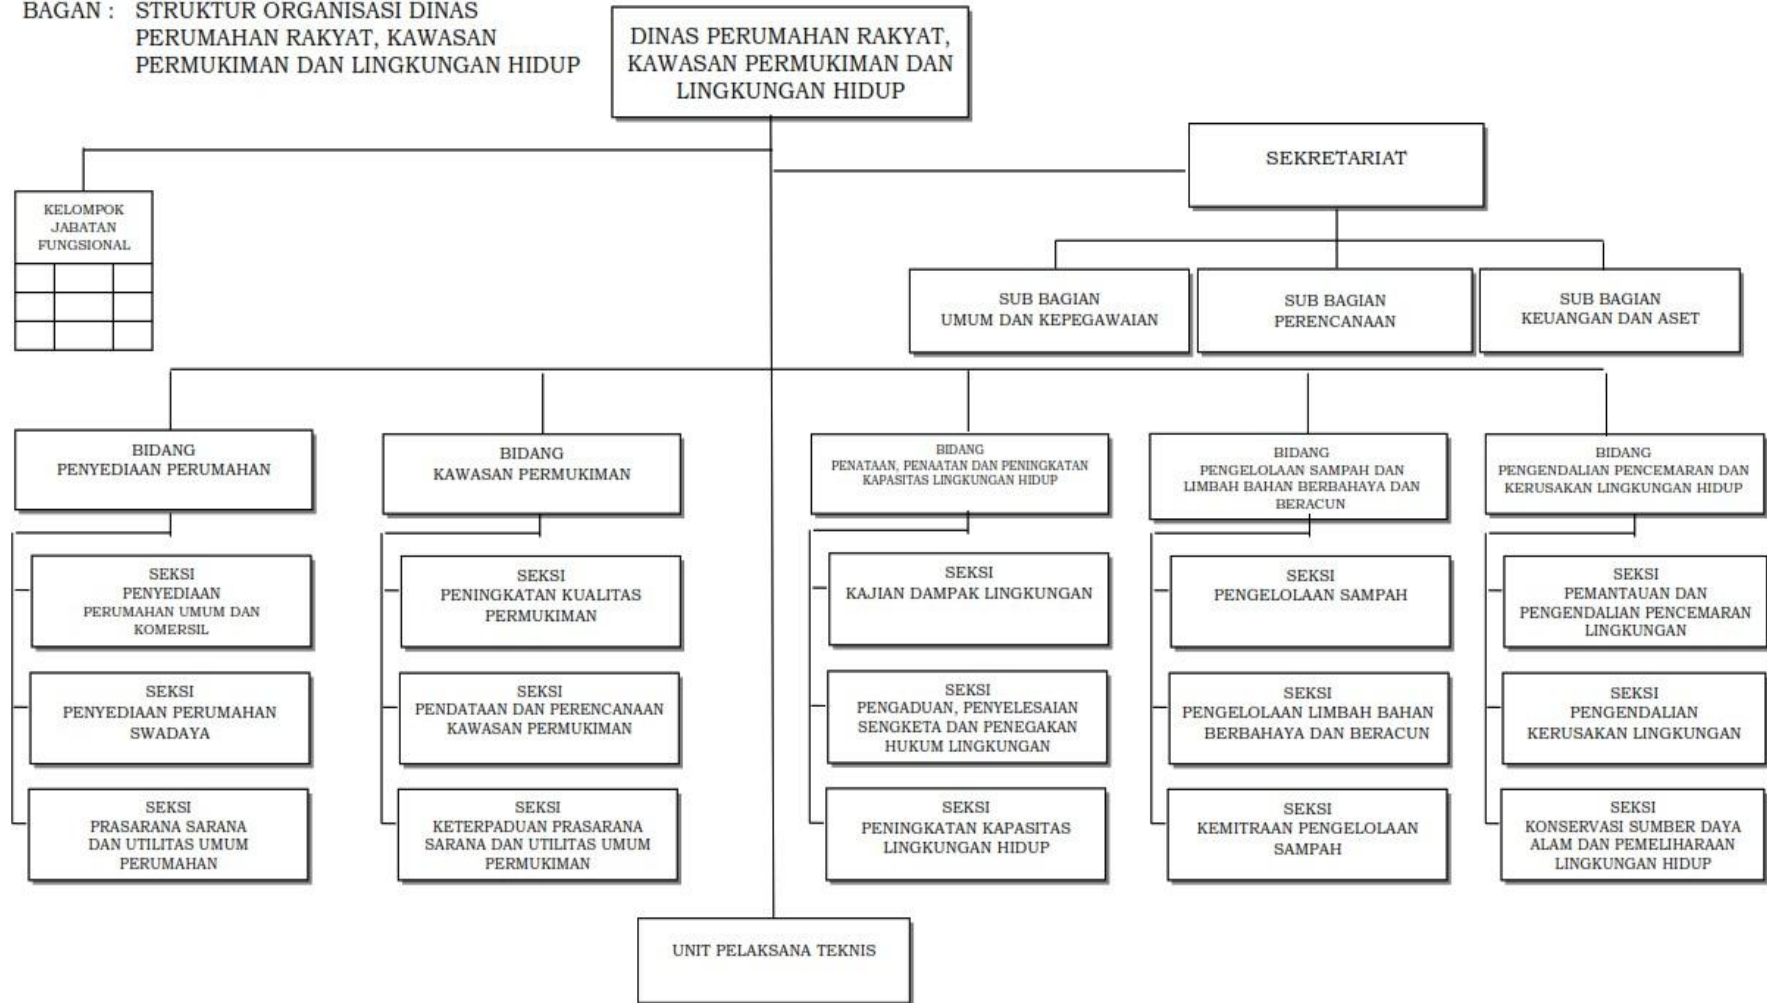 BAGAN : STRUKTUR ORGANISASI DINAS
PERUMAHAN RAKYAT, KAWASAN
PERMUKIMAN DAN LINGKUNGAN HIDUP
DINAS PERUMAHAN RAKYAT,
KAWASAN PERMUKIMAN DAN
LINGKUNGAN HIDUP
SEKRETARIAT
KELOMPOK
JABATAN
FUNGSIONAL
SUB BAGIAN
UMUM DAN KEPEGAWAIAN
SUB BAGIAN
PERENCANAAN
SUB BAGIAN
KEUANGAN DAN ASET
BIDANG
PENYEDIAAN PERUMAHAN
BIDANG
KAWASAN PERMUKIMAN
BIDANG
PENATAAN, PENAATAN DAN PENINGKATAN
KAPASITAS LINGKUNGAN HIDUP
BIDANG
PENGELOLAAN SAMPAH DAN
LIMBAH BAHAN BERBAHAYA DAN
BERACUN
BIDANG
PENGENDALIAN PENCEMARAN DAN
KERUSAKAN LINGKUNGAN HIDUP
SEKSI
PENYEDIAAN
PERUMAHAN UMUM DAN
KOMERSIL
SEKSI
PENINGKATAN KUALITAS
PERMUKIMAN
SEKSI
KAJIAN DAMPAK LINGKUNGAN
SEKSI
PENGELOLAAN SAMPAH
SEKSI
PEMANTAUAN DAN
PENGENDALIAN PENCEMARAN
LINGKUNGAN
SEKSI
PENYEDIAAN PERUMAHAN
SWADAYA
SEKSI
PENDATAAN DAN PERENCANAAN
KAWASAN PERMUKIMAN
SEKSI
PENGADUAN, PENYELESAIAN
SENGKETA DAN PENEGAKAN
HUKUM LINGKUNGAN
SEKSI
PENGELOLAAN LIMBAH BAHAN
BERBAHAYA DAN BERACUN
SEKSI
PENGENDALIAN
KERUSAKAN LINGKUNGAN
SEKSI
PRASARANA SARANA
DAN UTILITAS UMUM
PERUMAHAN
SEKSI
KETERPADUAN PRASARANA
SARANA DAN UTILITAS UMUM
PERMUKIMAN
SEKSI
PENINGKATAN KAPASITAS
LINGKUNGAN HIDUP
SEKSI
KEMITRAAN PENGELOLAAN
SAMPAH
SEKSI
KONSERVASI SUMBER DAYA
ALAM DAN PEMELIHARAAN
LINGKUNGAN HIDUP
UNIT PELAKSANA TEKNIS